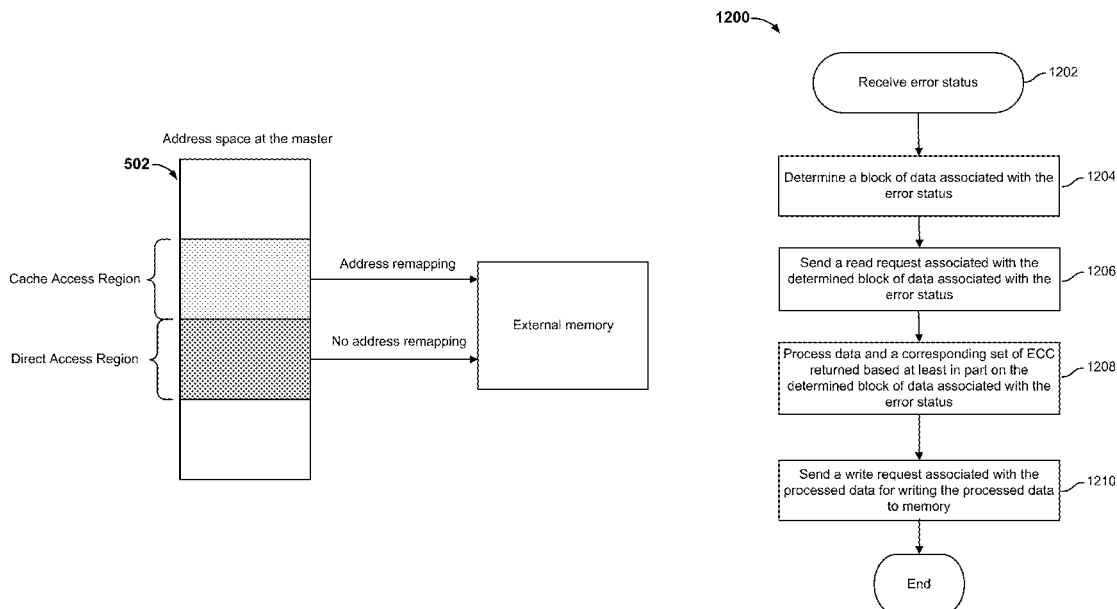 Address space at the master
502
Cache Access Region
Direct Access Region
Address remapping
No address remapping
External memory
1200
Receive error status
1202
Determine a block of data associated with the
error status
1204
Send a read request associated with the
determined block of data associated with the
error status
1206
Process data and a corresponding set of ECC
returned based at least in part on the
determined block of data associated with the
error status
1208
Send a write request associated with the
processed data for writing the processed data
to memory
1210
End